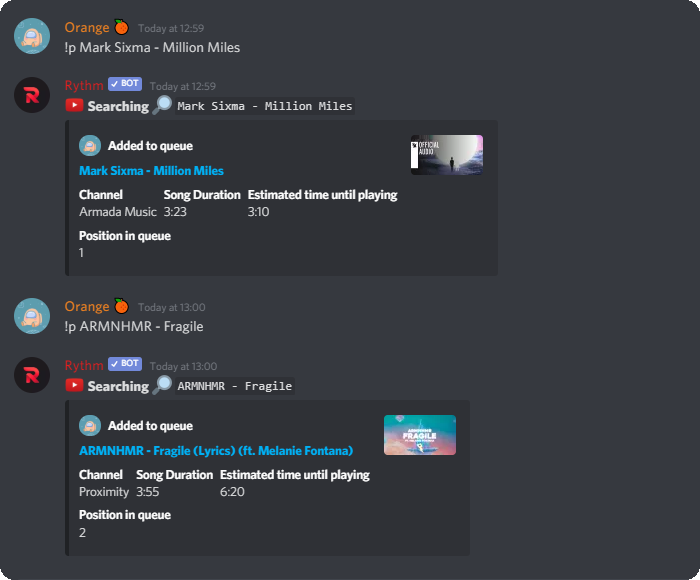 Orange Today at 12:59
!p Mark Sixma - Million Miles
Rythm BOT Today at 12:59
Searching Mark Sixma - Million Miles
Added to queue
OFFICIAL
AUDIO
Mark Sixma - Million Miles
Channel Song Duration Estimated time until playing
Armada Music 3:23 3:10
Position in queue
1
Orange Today at 13:00
!p ARMNHMR - Fragile
Rythm BOT Today at 13:00
Searching ARMNHMR - Fragile
Added to queue
FRAGILE
ARMNHMR - Fragile (Lyrics) (ft. Melanie Fontana)
Channel Song Duration Estimated time until playing
Proximity 3:55 6:20
Position in queue
2